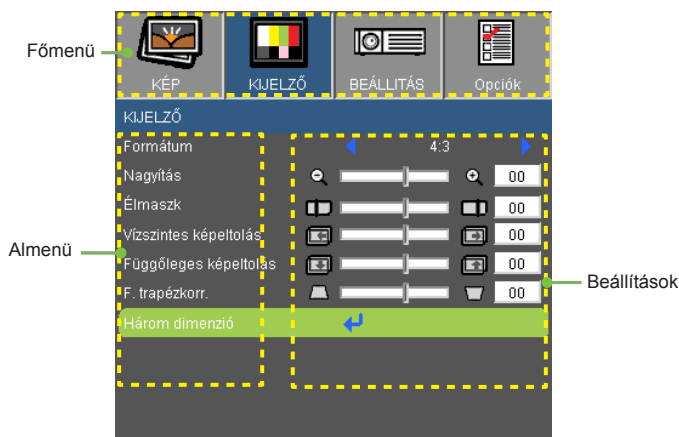 Főmenü
KÉP KIJELZŐ BEÁLLITÁS Opciók
KIJELZŐ
Formátum 4:3
Nagyítás 00
Élmaszk 00
Vízszintes képeltolás 00
Almenü
Függőleges képeltolás 00
Beállítások
F. trapézkorr. 00
Három dimenzió